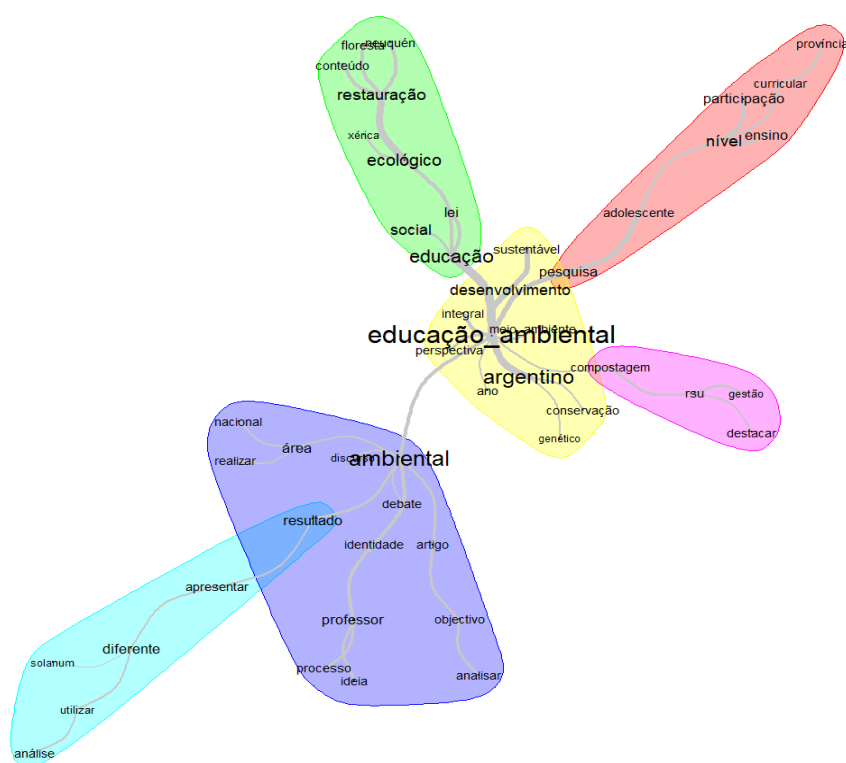 neuquén
floresta
província
conteúdo
curricular
restauração
participação
xérica
nível
ensino
ecológico
lei
adolescente
social
sustentável
educação
pesquisa
desenvolvimento
integral
meio_ambiente
educação_ambiental
perspectiva
compostagem
argentino
ano
rsu
gestão
conservação
destacar
genético
nacional
área
discurso
ambiental
realizar
debate
resultado
identidade
artigo
apresentar
professor
objectivo
diferente
solanum
processo
analisar
ideia
utilizar
análise